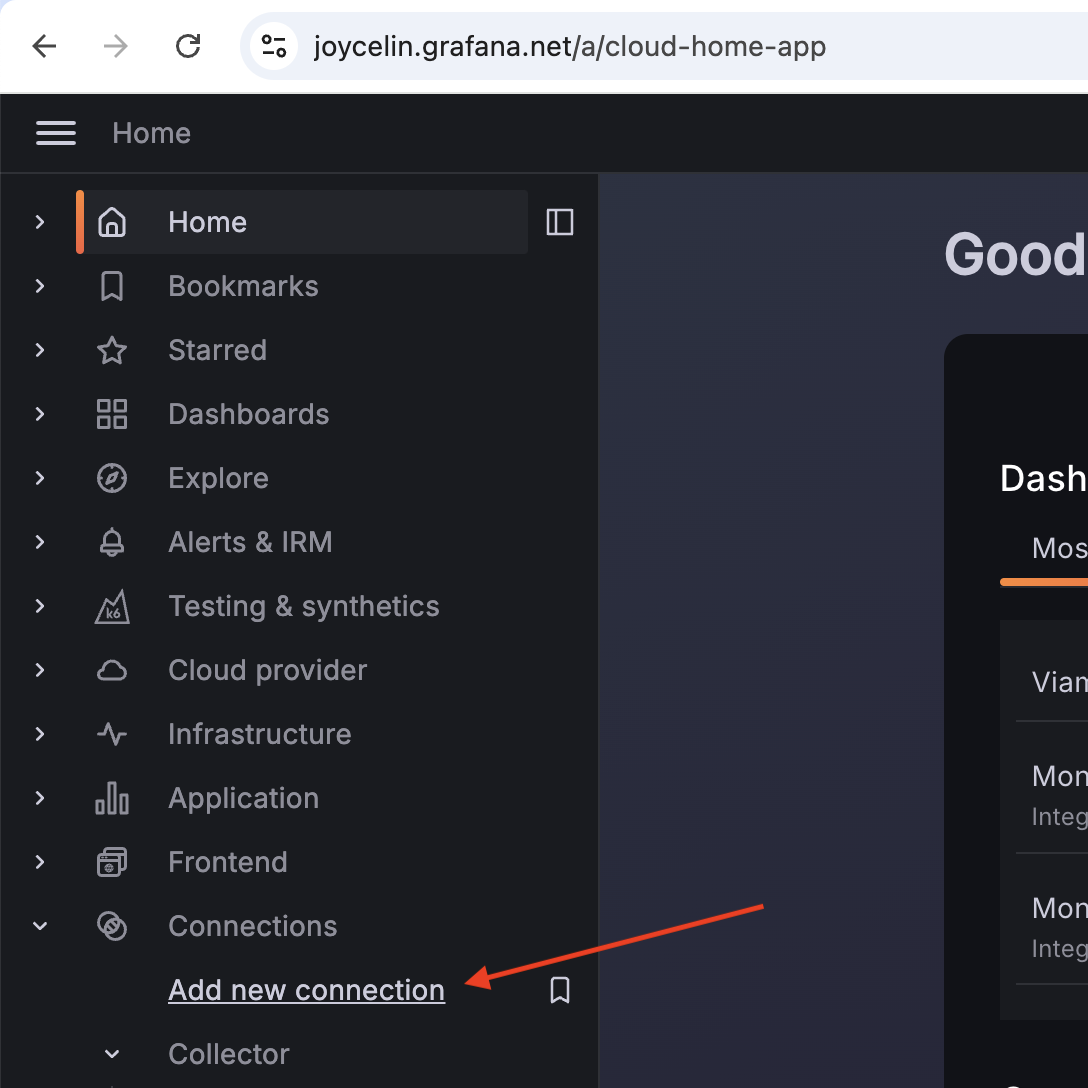 joycelin.grafana.net/a/cloud-home-app
Home
Home
Bookmarks
Starred
Dashboards
Explore
Alerts & IRM
k6
Testing & synthetics
Cloud provider
Infrastructure
Application
Frontend
Connections
Add new connection
Collector
Good
Dash
Mos
Viam
Mon
Integ
Mon
Integ